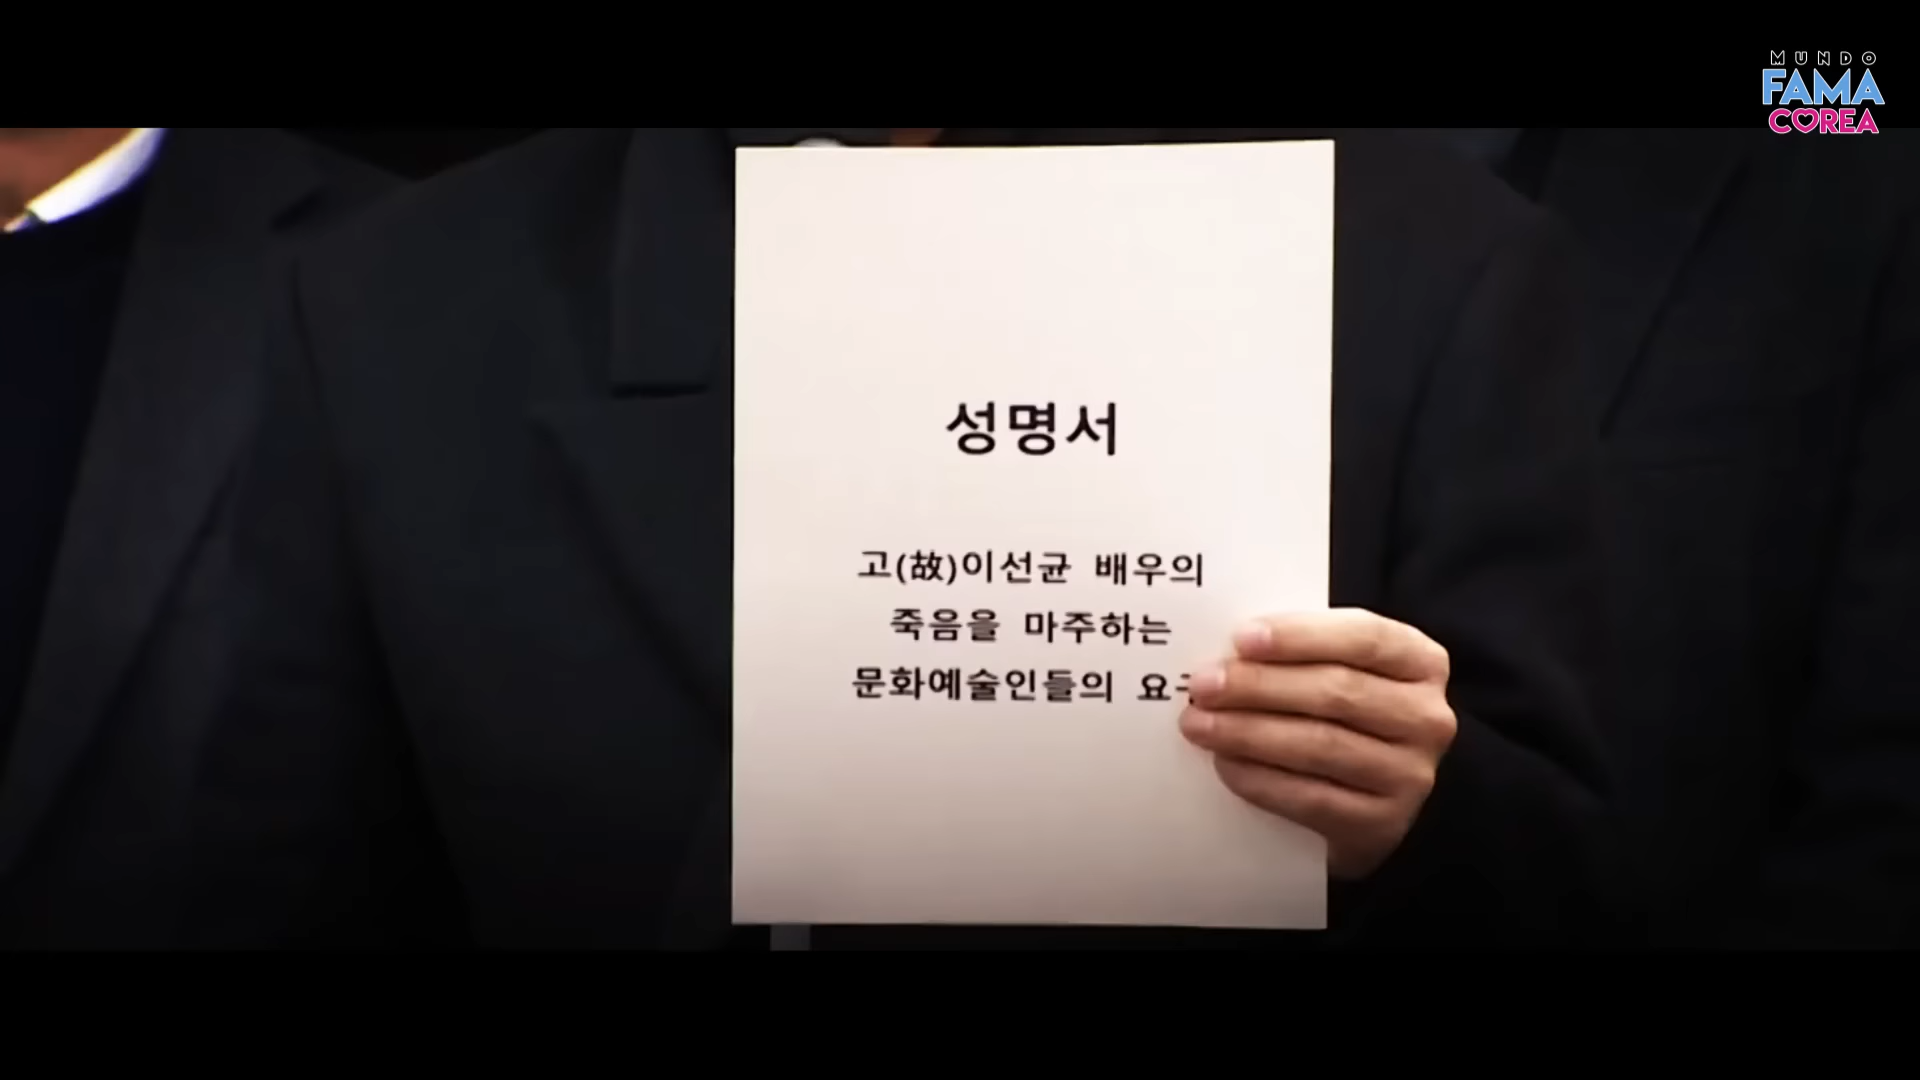 MUNDO
FAMA
COREA
성명서
고(故)이선균 배우의
죽음을 마주하는
문화예술인들의